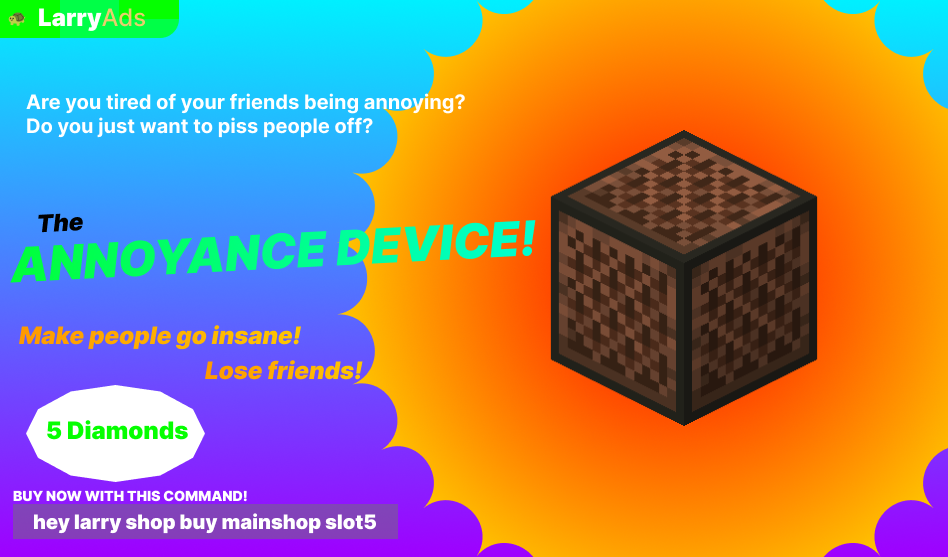 LarryAds
Are you tired of your friends being annoying?
Do you just want to piss people off?
The
ANNOYANCE DEVICE!
Make people go insane!
Lose friends!
5 Diamonds
BUY NOW WITH THIS COMMAND!
hey larry shop buy mainshop slot5